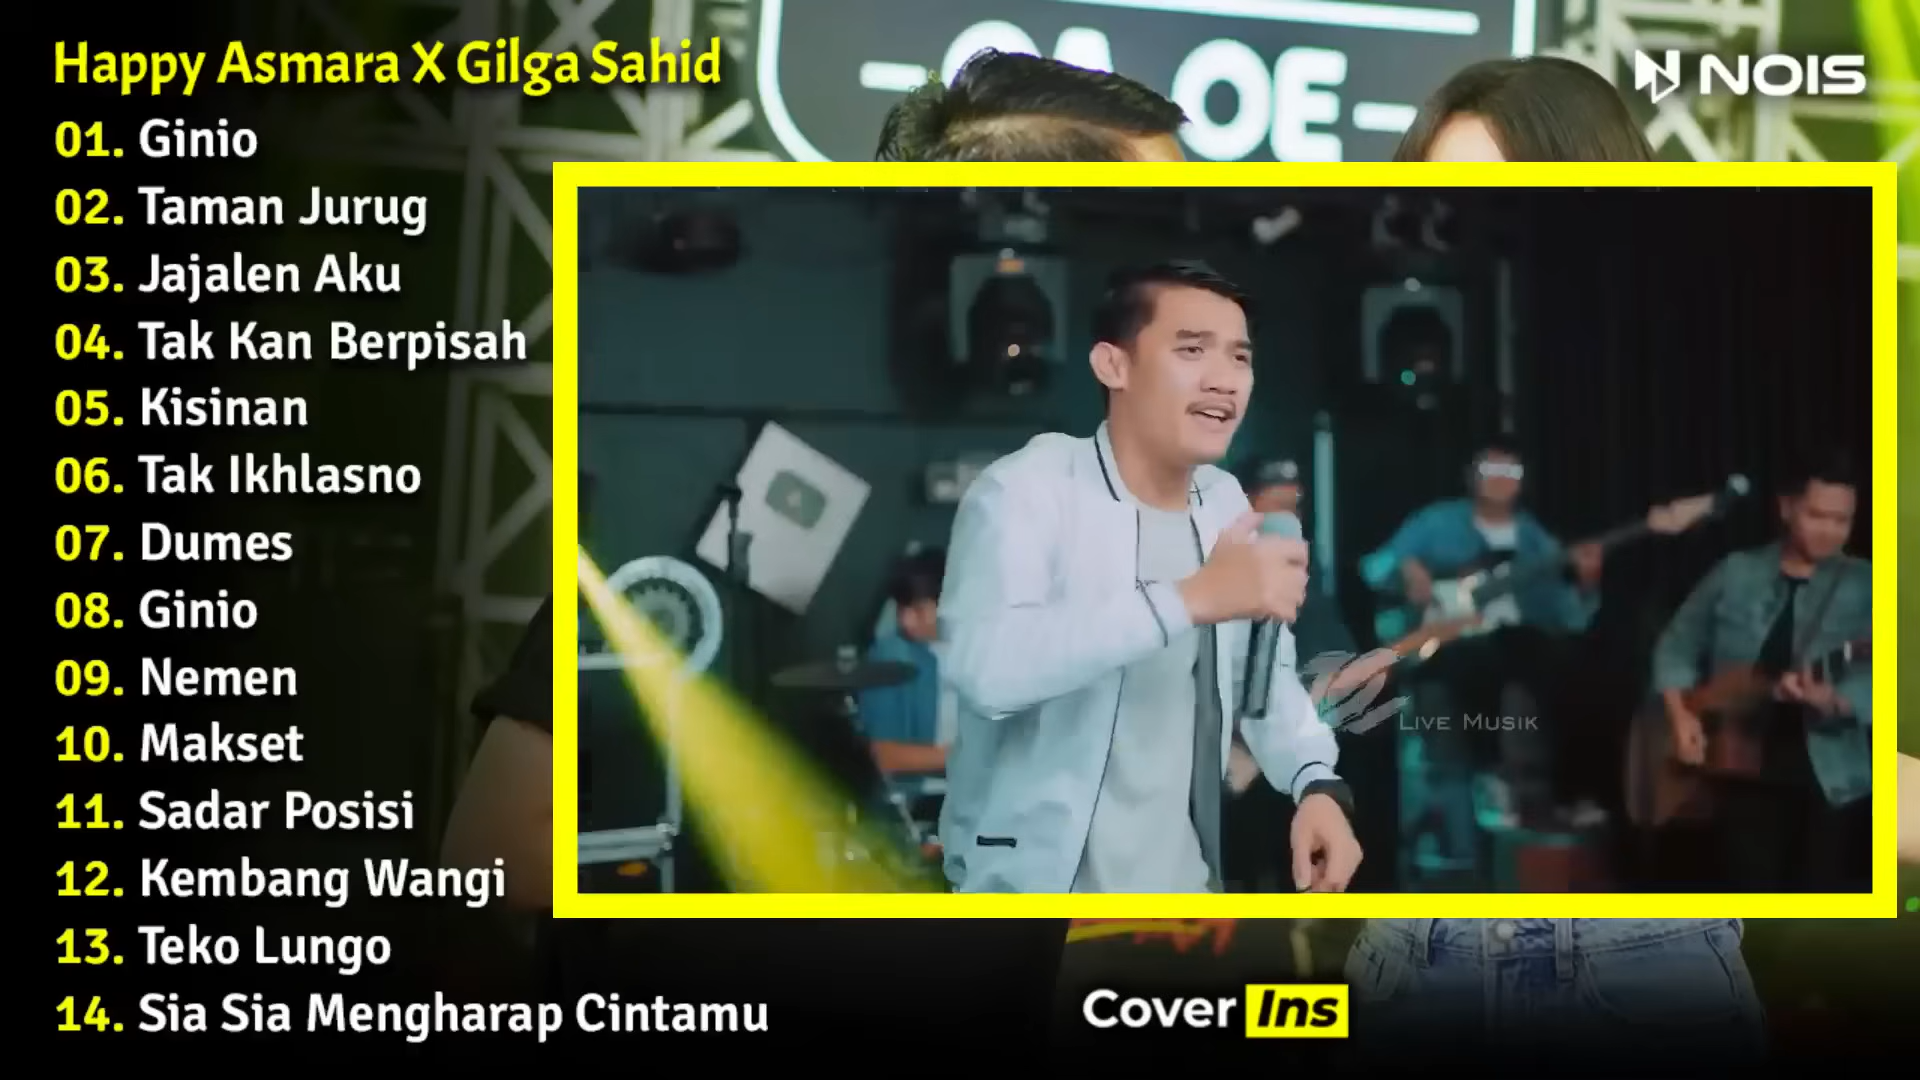 Happy Asmara X Gilga Sahid
01. Ginio
02. Taman Jurug
03. Jajalen Aku
04. Tak Kan Berpisah
05. Kisinan
06. Tak Ikhlasno
07. Dumes
08. Ginio
09. Nemen
10. Makset
11. Sadar Posisi
12. Kembang Wangi
13. Teko Lungo
14. Sia Sia Mengharap Cintamu
OE
NOIS
LIVE MUSIK
Cover Ins